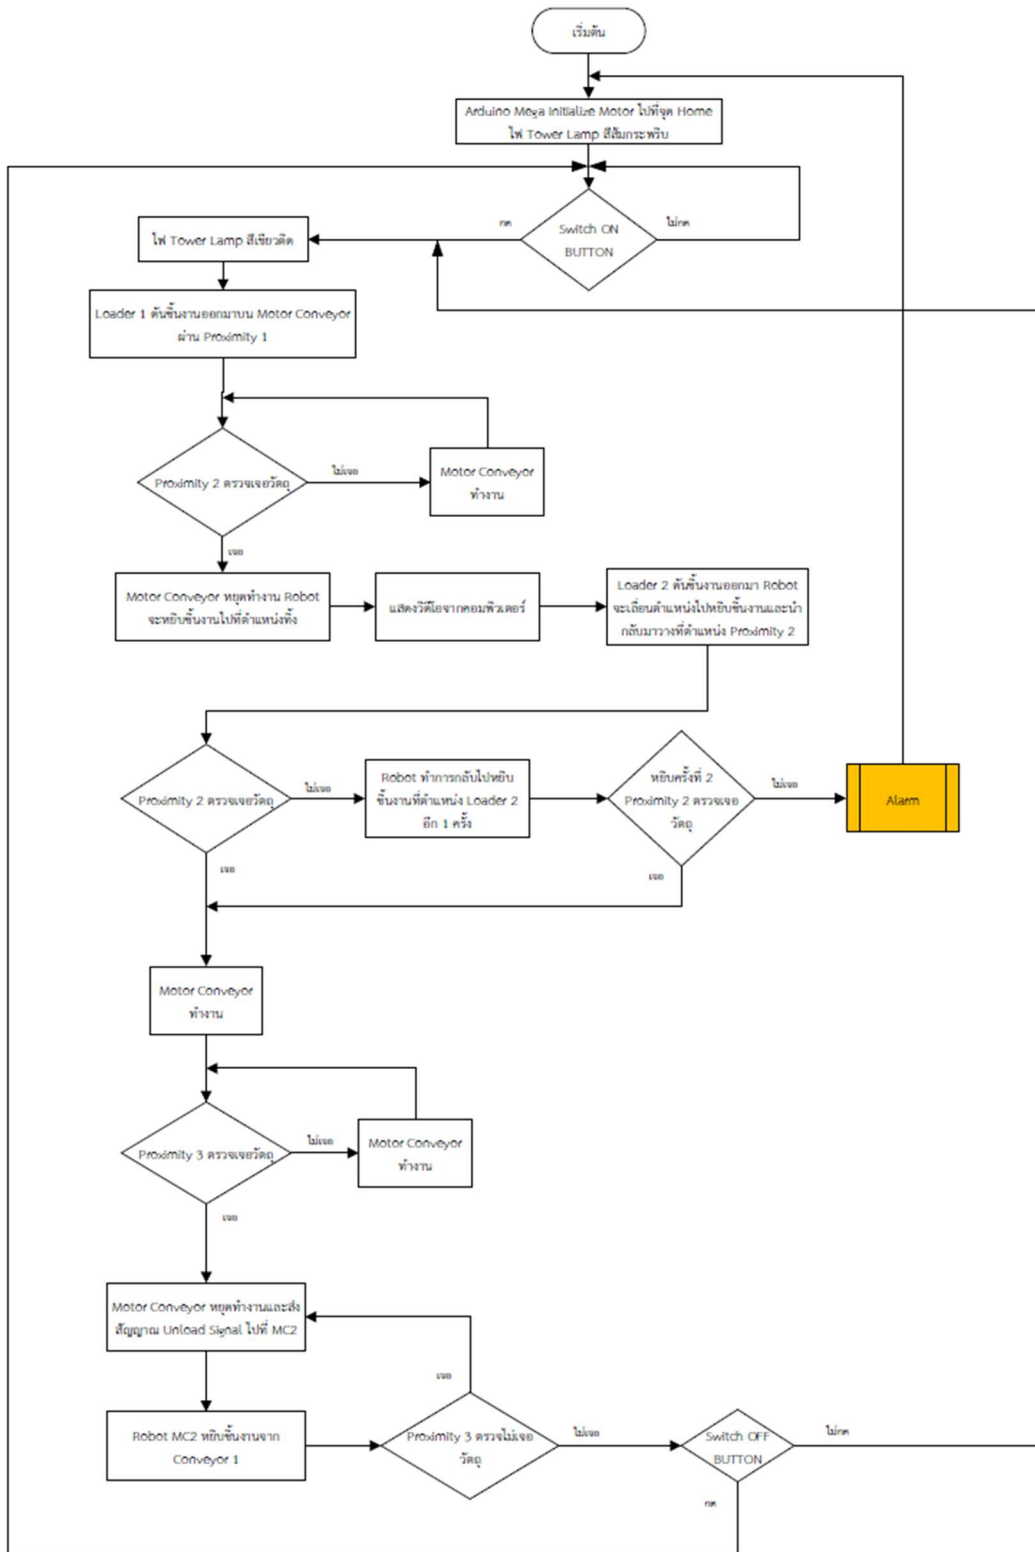 เริ่มต้น
Arduino Mega Initialize Motor ไปที่จุด Home
ไฟ Tower Lamp สีส้มกระพริบ
กด
Switch ON
BUTTON
ไม่กด
ไฟ Tower Lamp สีเขียวติด
Loader 1 ดันชิ้นงานออกมาบน Motor Conveyor
ผ่าน Proximity 1
Proximity 2 ตรวจเจอวัตถุ
ไม่เจอ
Motor Conveyor
ทำงาน
เจอ
Motor Conveyor หยุดทำงาน Robot
จะหยิบชิ้นงานไปที่ตำแหน่งทิ้ง
แสดงวิดีโอจากคอมพิวเตอร์
Loader 2 ดันชิ้นงานออกมา Robot
จะเลื่อนตำแหน่งไปหยิบชิ้นงานและนำ
กลับมาวางที่ตำแหน่ง Proximity 2
Proximity 2 ตรวจเจอวัตถุ
ไม่เจอ
Robot ทำการกลับไปหยิบ
ชิ้นงานที่ตำแหน่ง Loader 2
อีก 1 ครั้ง
หยิบครั้งที่ 2
Proximity 2 ตรวจเจอ
วัตถุ
ไม่เจอ
Alarm
เจอ
เจอ
Motor Conveyor
ทำงาน
Proximity 3 ตรวจเจอวัตถุ
ไม่เจอ
Motor Conveyor
ทำงาน
เจอ
Motor Conveyor หยุดทำงานและส่ง
สัญญาณ Unload Signal ไปที่ MC2
เจอ
Robot MC2 หยิบชิ้นงานจาก
Conveyor 1
Proximity 3 ตรวจไม่เจอ
วัตถุ
ไม่เจอ
Switch OFF
BUTTON
ไม่กด
กด